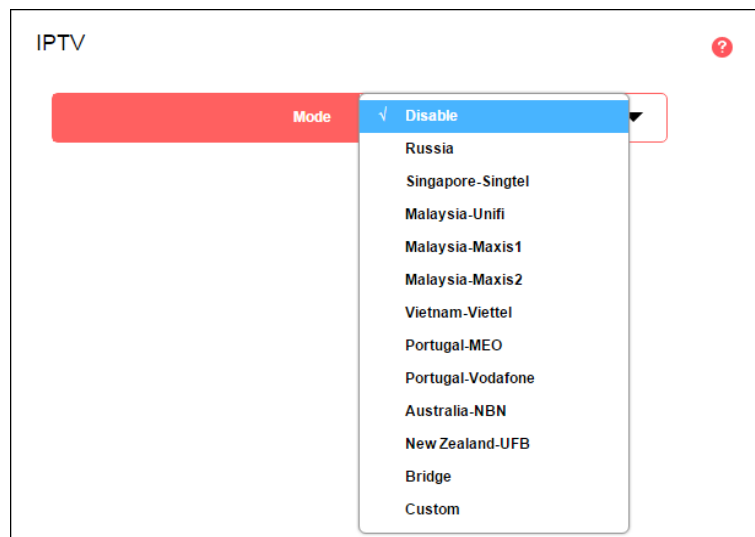 IPTV
?
Mode
√ Disable
Russia
Singapore-Singtel
Malaysia-Unifi
Malaysia-Maxis1
Malaysia-Maxis2
Vietnam-Viettel
Portugal-MEO
Portugal-Vodafone
Australia-NBN
New Zealand-UFB
Bridge
Custom